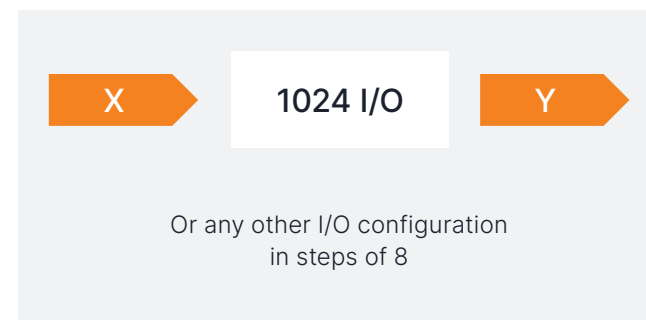 X
1024 I/O
Y
Or any other I/O configuration
in steps of 8